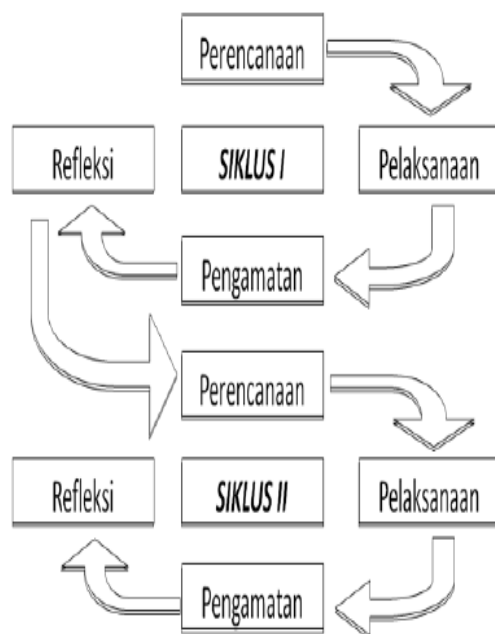 Perencanaan
Refleksi
SIKLUS I
Pelaksanaan
Pengamatan
Perencanaan
Refleksi
SIKLUS II
Pelaksanaan
Pengamatan